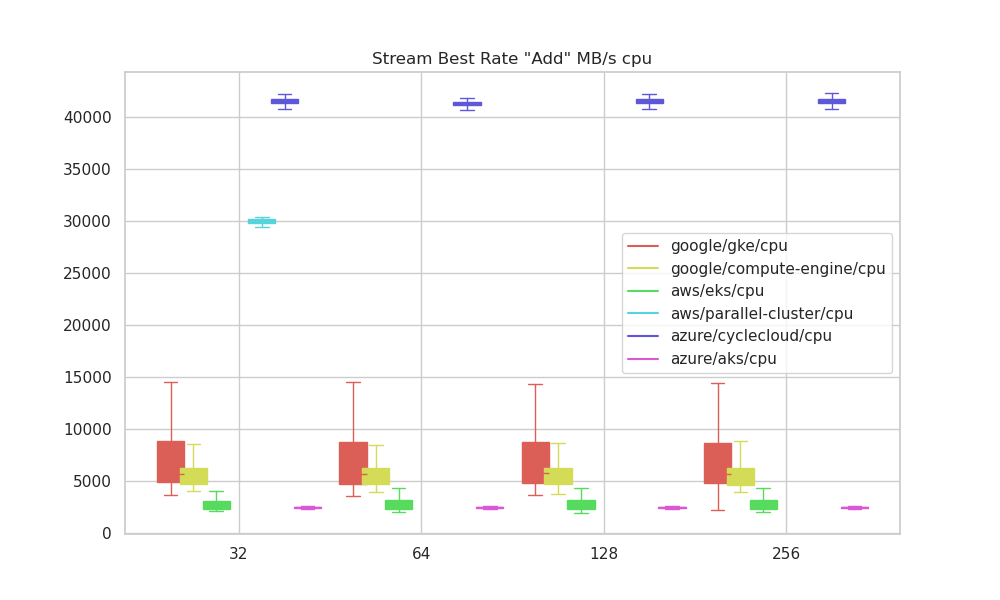 Stream Best Rate "Add" MB/s cpu
40000
35000
30000
25000
20000
15000
10000
5000
0
google/gke/cpu
google/compute-engine/cpu
aws/eks/cpu
aws/parallel-cluster/cpu
azure/cyclecloud/cpu
azure/aks/cpu
32 64 128 256